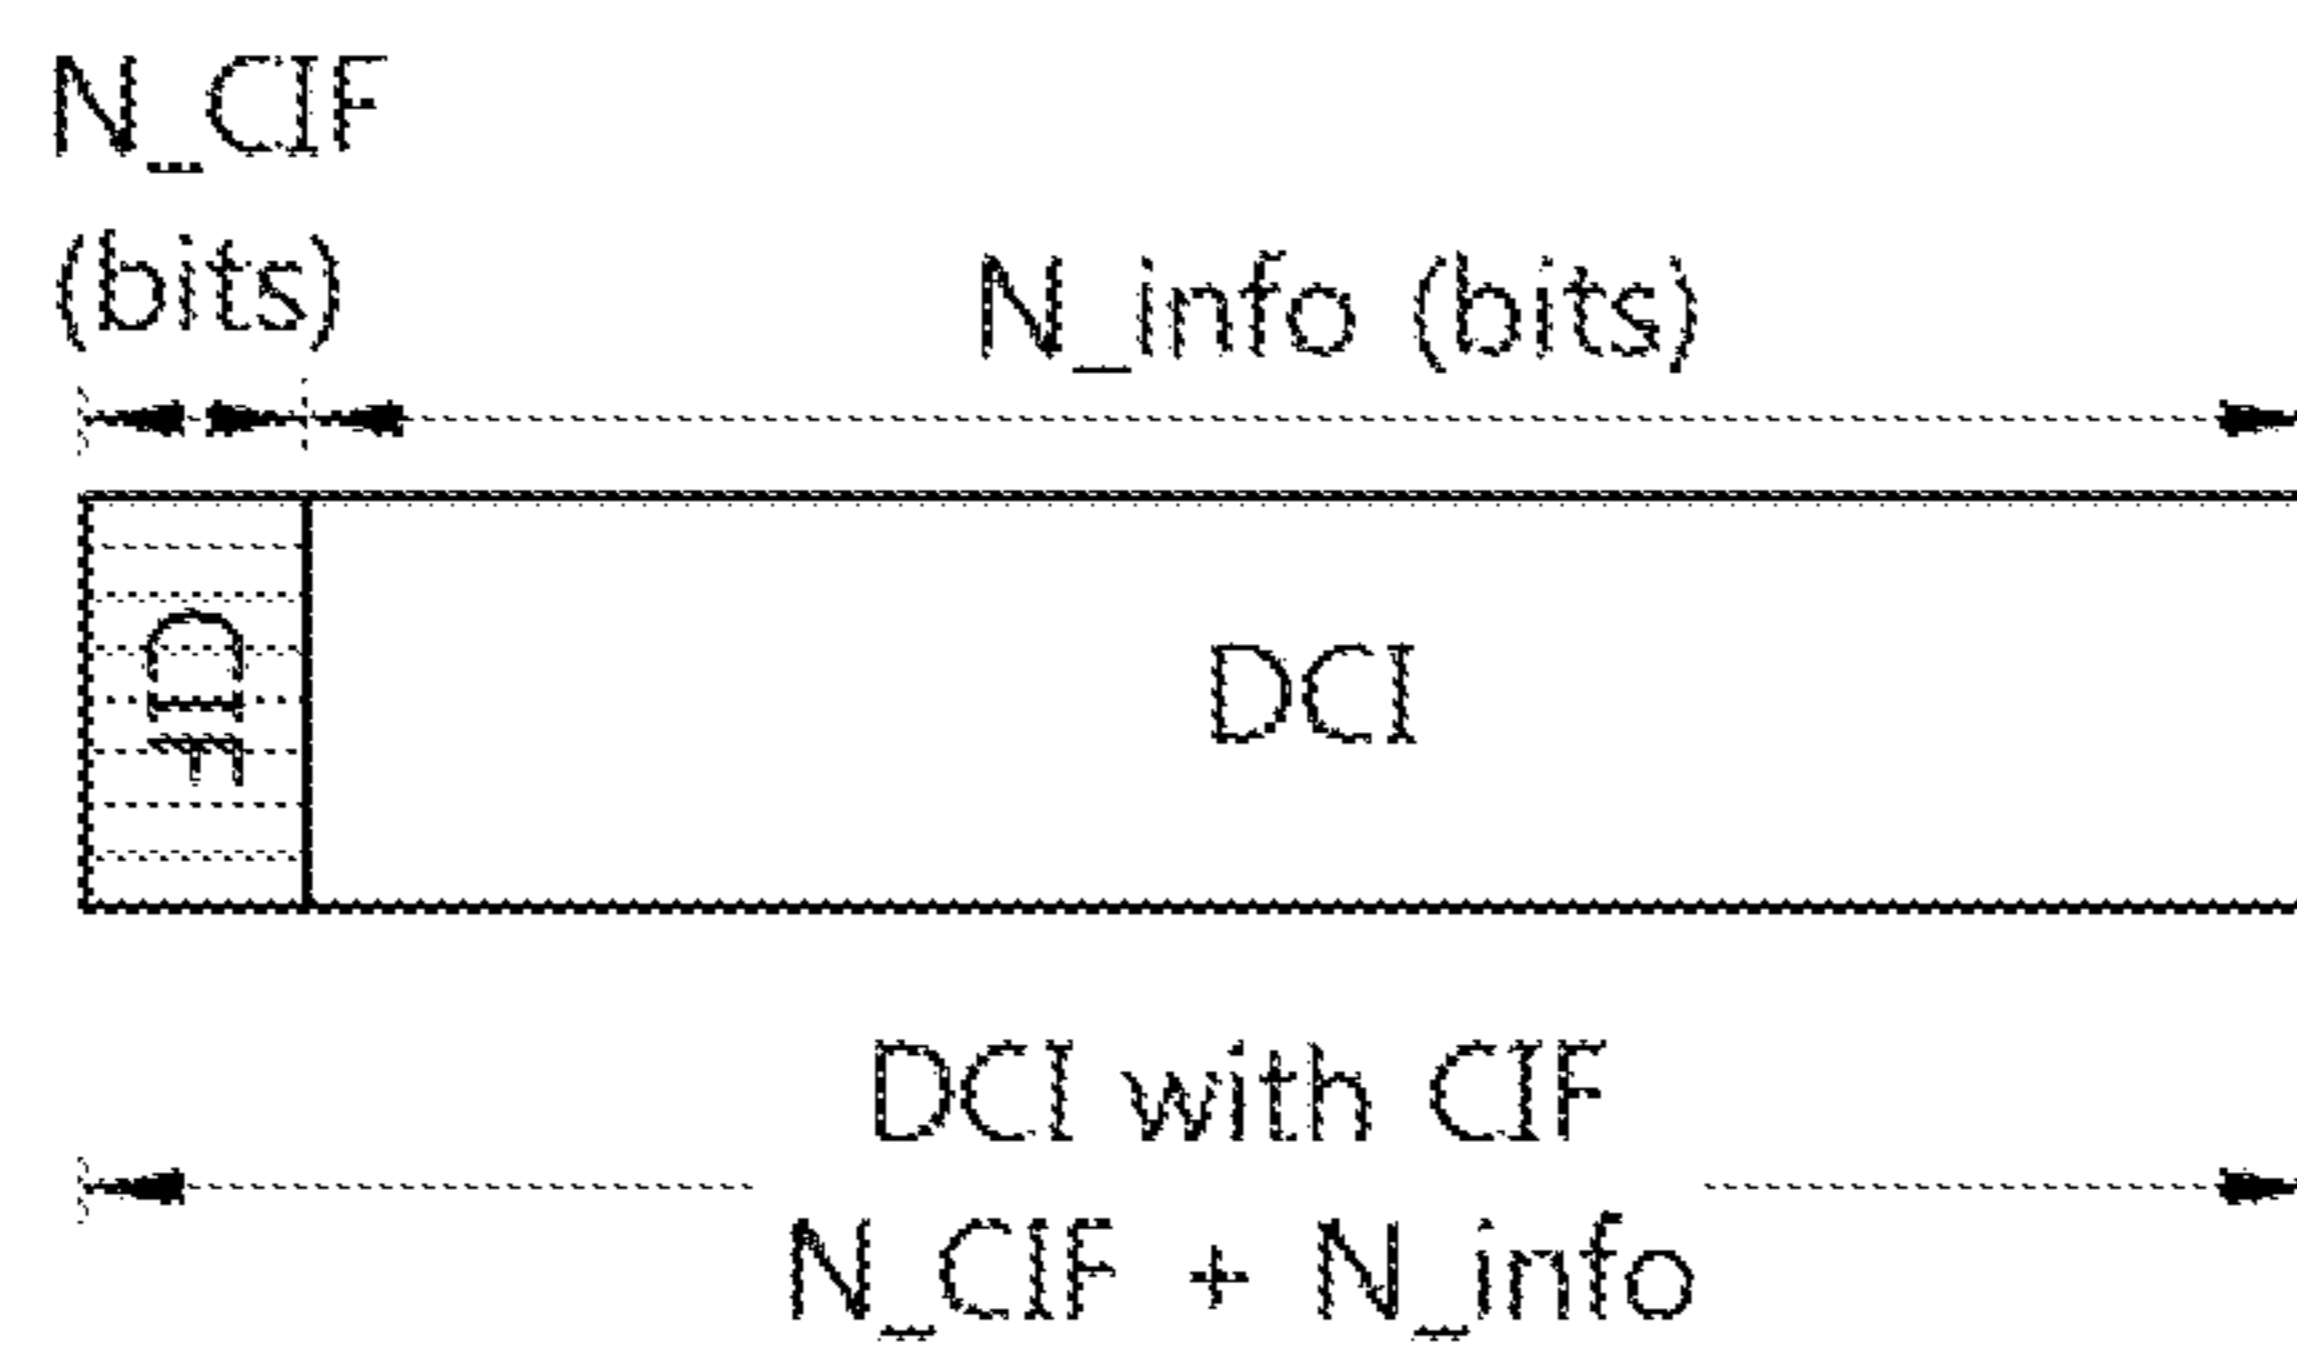 N_CIF
(bits)
N_info (bits)
CIF
DCI
DCI with CIF
N_CIF + N_info